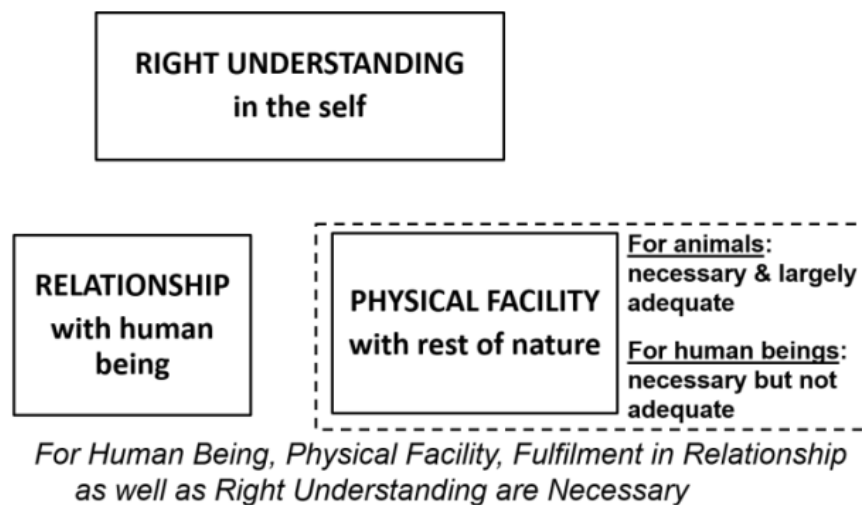 RIGHT UNDERSTANDING
in the self
RELATIONSHIP
with human
being
PHYSICAL FACILITY
with rest of nature
For animals:
necessary & largely
adequate
For human beings:
necessary but not
adequate
For Human Being, Physical Facility, Fulfilment in Relationship
as well as Right Understanding are Necessary